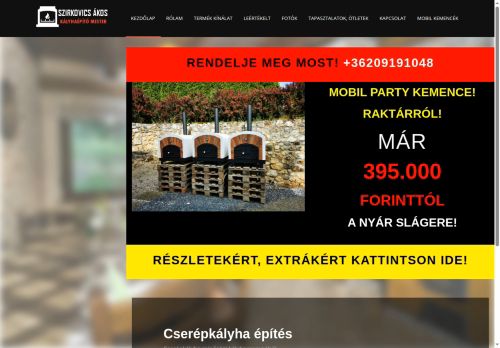 SZIRKOVICS ÁKOS
KÁLYHAÉPÍTŐ MESTER
KEZDŐLAP RÓLAM TERMÉK KÍNÁLAT LEÉRTÉKELT FOTÓK TAPASZTALATOK, ÖTLETEK KAPCSOLAT MOBIL KEMENCÉK
RENDELJE MEG MOST! +36209191048
MOBIL PARTY KEMENCE!
RAKTÁRRÓL!
MÁR
395.000
FORINTTÓL
A NYÁR SLÁGERE!
RÉSZLETEKÉRT, EXTRÁKÉRT KATTINTSON IDE!
Cserépkályha építés